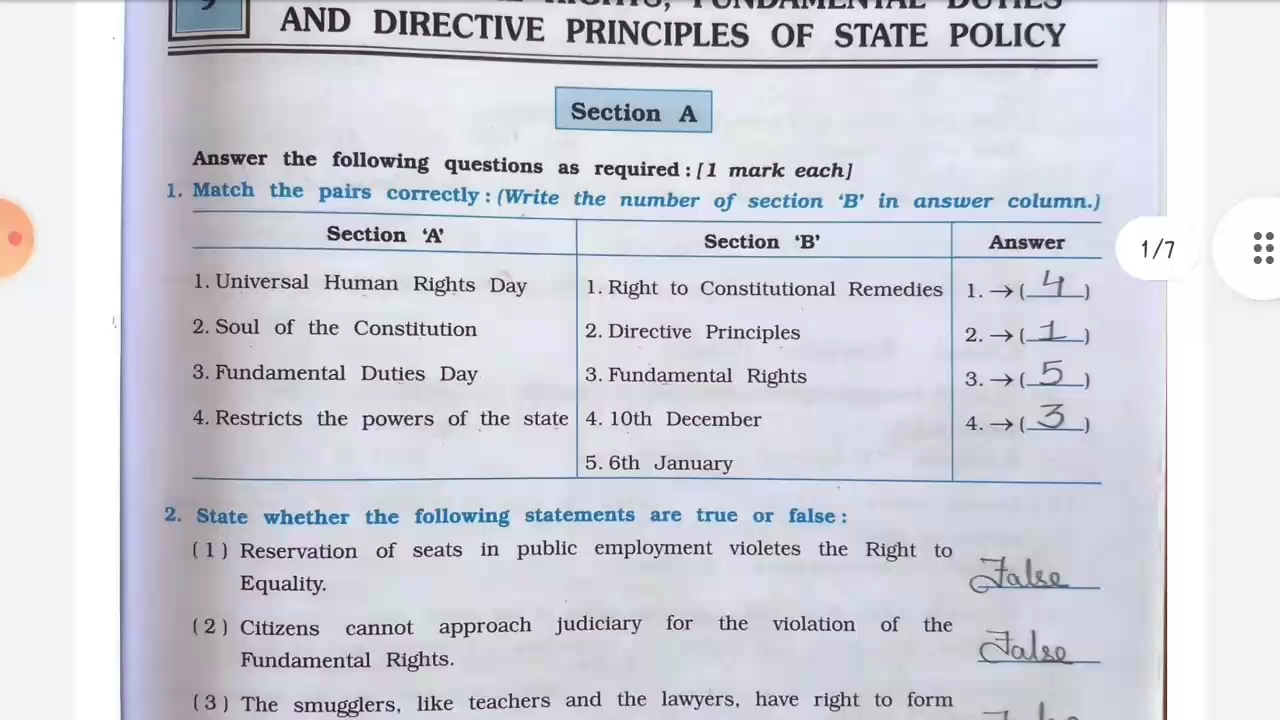 AND DIRECTIVE PRINCIPLES OF STATE POLICY
Section A
Answer the following questions as required : [1 mark each]
1. Match the pairs correctly : (Write the number of section ‘B’ in answer column.)
Section ‘A’ Section ‘B’ Answer
1. Universal Human Rights Day 1. Right to Constitutional Remedies 1. → ( 4 )
2. Soul of the Constitution 2. Directive Principles 2. → ( 1 )
3. Fundamental Duties Day 3. Fundamental Rights 3. → ( 5 )
4. Restricts the powers of the state 4. 10th December 4. → ( 3 )
5. 6th January
1/7
2. State whether the following statements are true or false :
(1) Reservation of seats in public employment violetes the Right to
Equality. False
(2) Citizens cannot approach judiciary for the violation of the
Fundamental Rights. False
(3) The smugglers, like teachers and the lawyers, have right to form